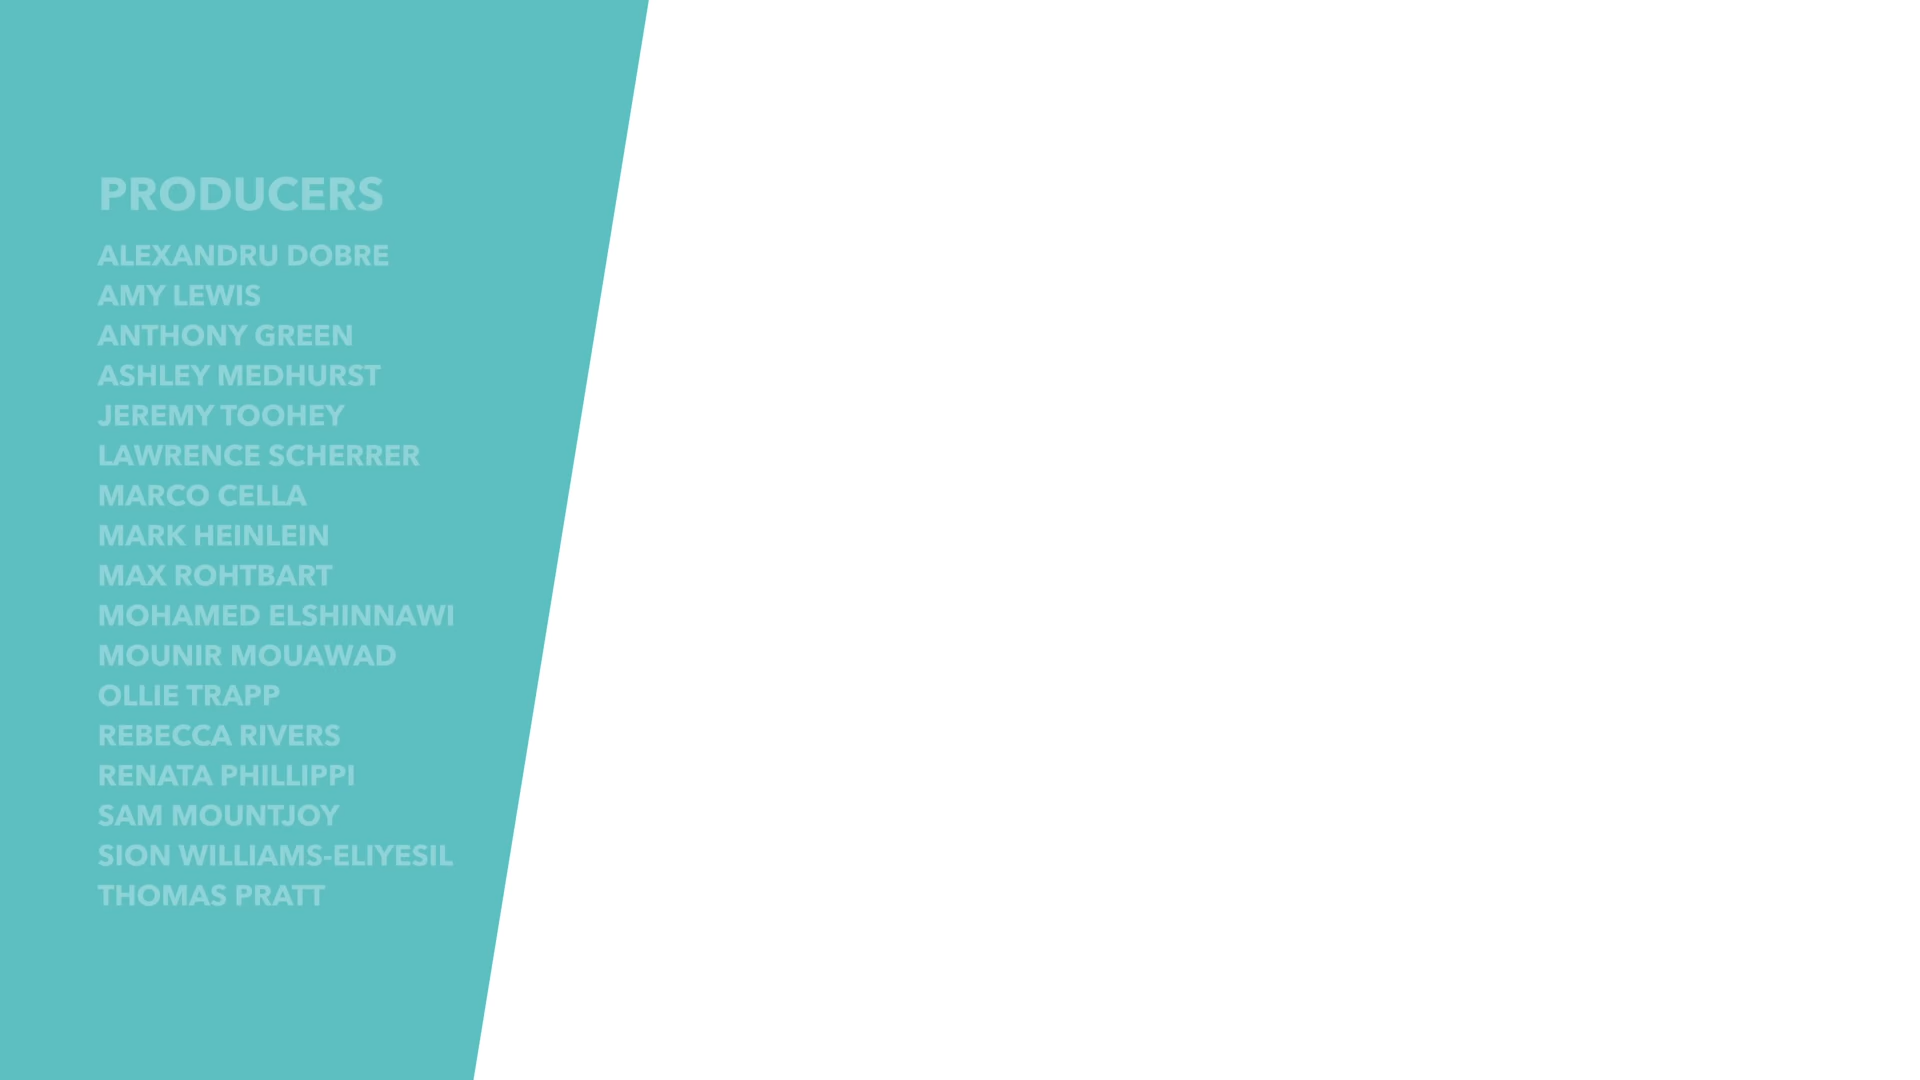 PRODUCERS
ALEXANDRU DOBRE
AMY LEWIS
ANTHONY GREEN
ASHLEY MEDHURST
JEREMY TOOHEY
LAWRENCE SCHERRER
MARCO CELLA
MARK HEINLEIN
MAX ROHTBART
MOHAMED ELSHINNAWI
MOUNIR MOUAWAD
OLLIE TRAPP
REBECCA RIVERS
RENATA PHILLIPPI
SAM MOUNTJOY
SION WILLIAMS-ELIYESIL
THOMAS PRATT